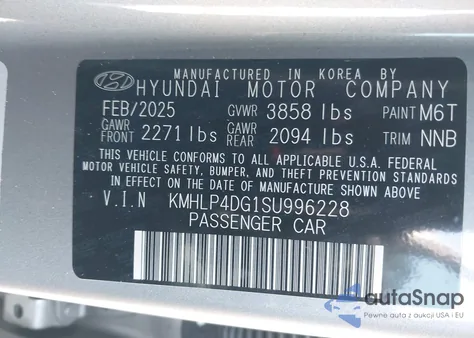 MANUFACTURED IN KOREA BY
HYUNDAI MOTOR COMPANY
FEB/2025 GVWR 3858 lbs PAINT M6T
GAWR FRONT 2271 lbs GAWR REAR 2094 lbs TRIM NNB
THIS VEHICLE CONFORMS TO ALL APPLICABLE U.S.A. FEDERAL
MOTOR VEHICLE SAFETY, BUMPER, AND THEFT PREVENTION STANDARDS
IN EFFECT ON THE DATE OF MANUFACTURE SHOWN ABOVE.
V.I.N KMHLP4DG1SU996228
PASSENGER CAR
autoSnap
Pewne auta z USA i EU